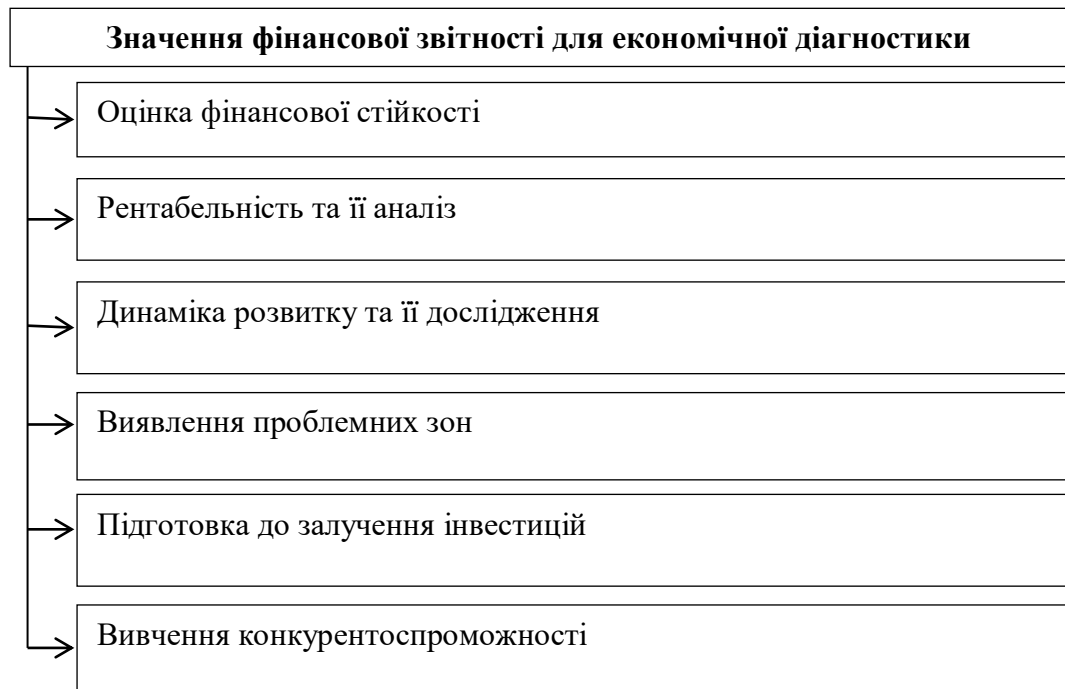 Значення фінансової звітності для економічної діагностики
Оцінка фінансової стійкості
Рентабельність та її аналіз
Динаміка розвитку та її дослідження
Виявлення проблемних зон
Підготовка до залучення інвестицій
Вивчення конкурентоспроможності